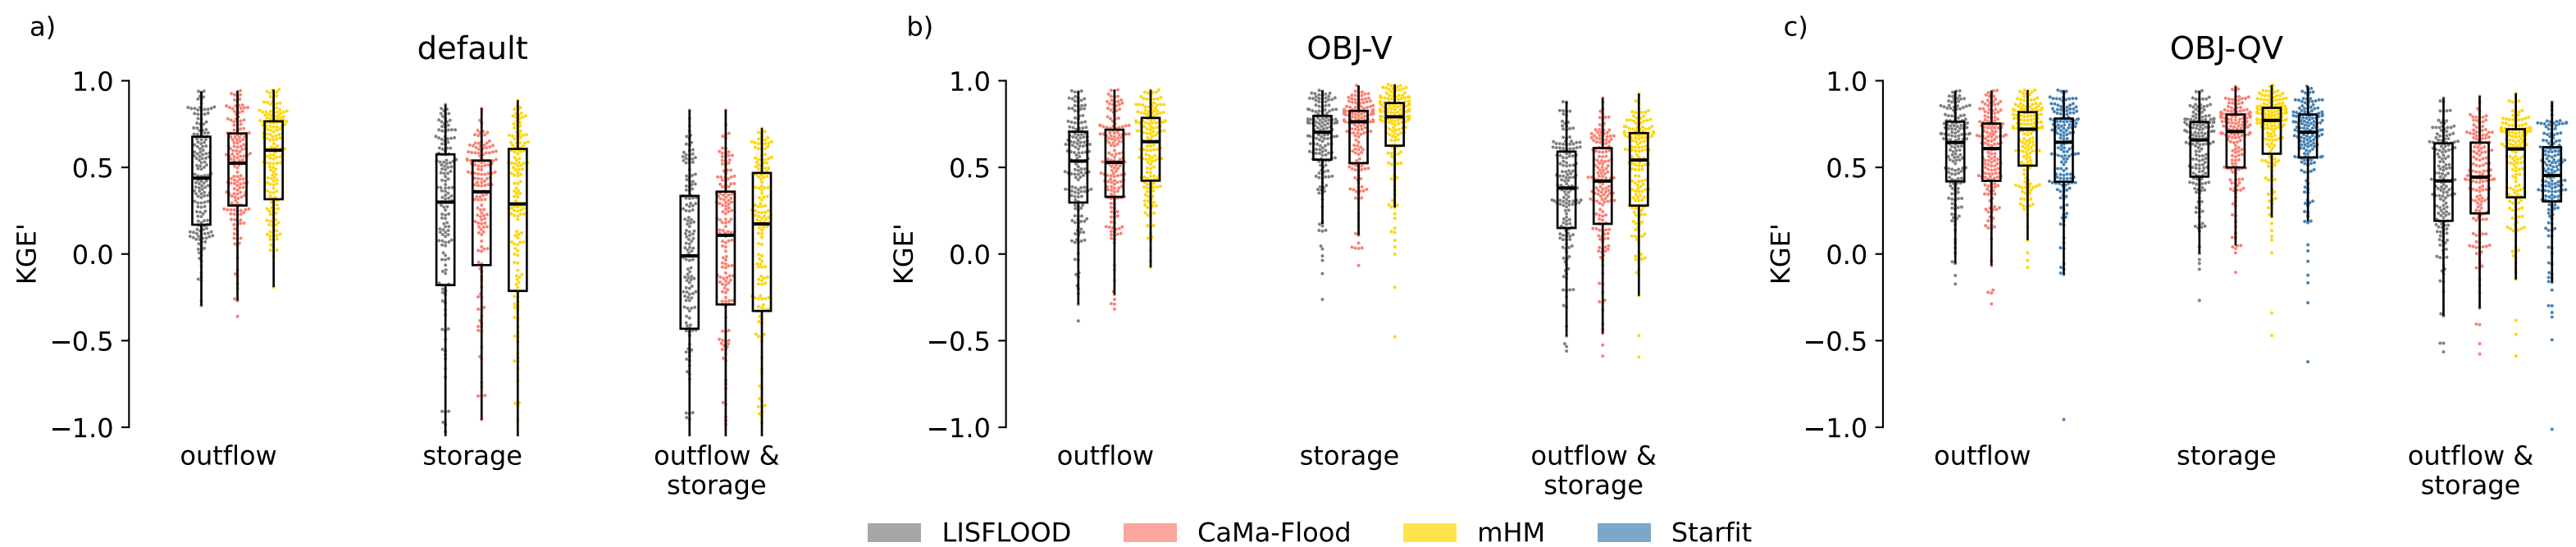 a)
default
KGE'
1.0
0.5
0.0
−0.5
−1.0
outflow
storage
outflow &
storage
b)
OBJ-V
KGE'
1.0
0.5
0.0
−0.5
−1.0
outflow
storage
outflow &
storage
c)
OBJ-QV
KGE'
1.0
0.5
0.0
−0.5
−1.0
outflow
storage
outflow &
storage
LISFLOOD
CaMa-Flood
mHM
Starfit